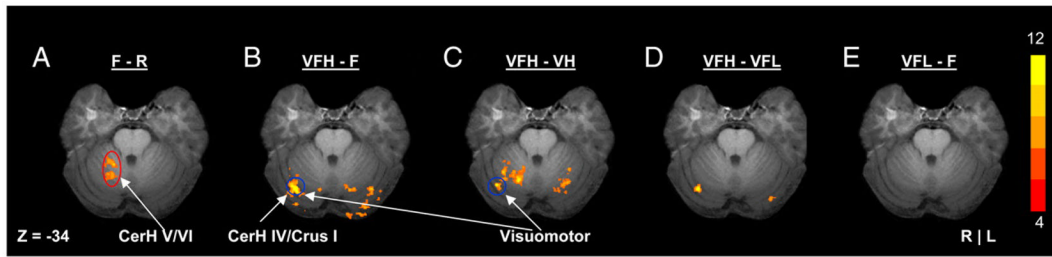 A F - R B VFH - F C VFH - VH D VFH - VFL E VFL - F 12
Z = -34 CerH V/VI CerH IV/Crus I Visuomotor R | L 4